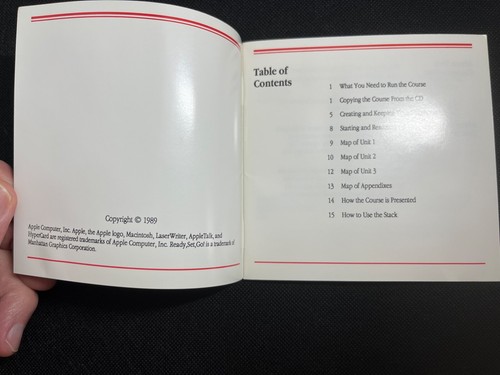 Copyright © 1989
Apple Computer, Inc. Apple, the Apple logo, Macintosh, LaserWriter, AppleTalk, and
HyperCard are registered trademarks of Apple Computer, Inc. Ready,Set,Go! is a trademark of
Manhattan Graphics Corporation.
Table of
Contents
1 What You Need to Run the Course
1 Copying the Course From the CD
5 Creating and Keeping
8 Starting and
9 Map of Unit 1
10 Map of Unit 2
12 Map of Unit 3
13 Map of Appendixes
14 How the Course is Presented
15 How to Use the Stack